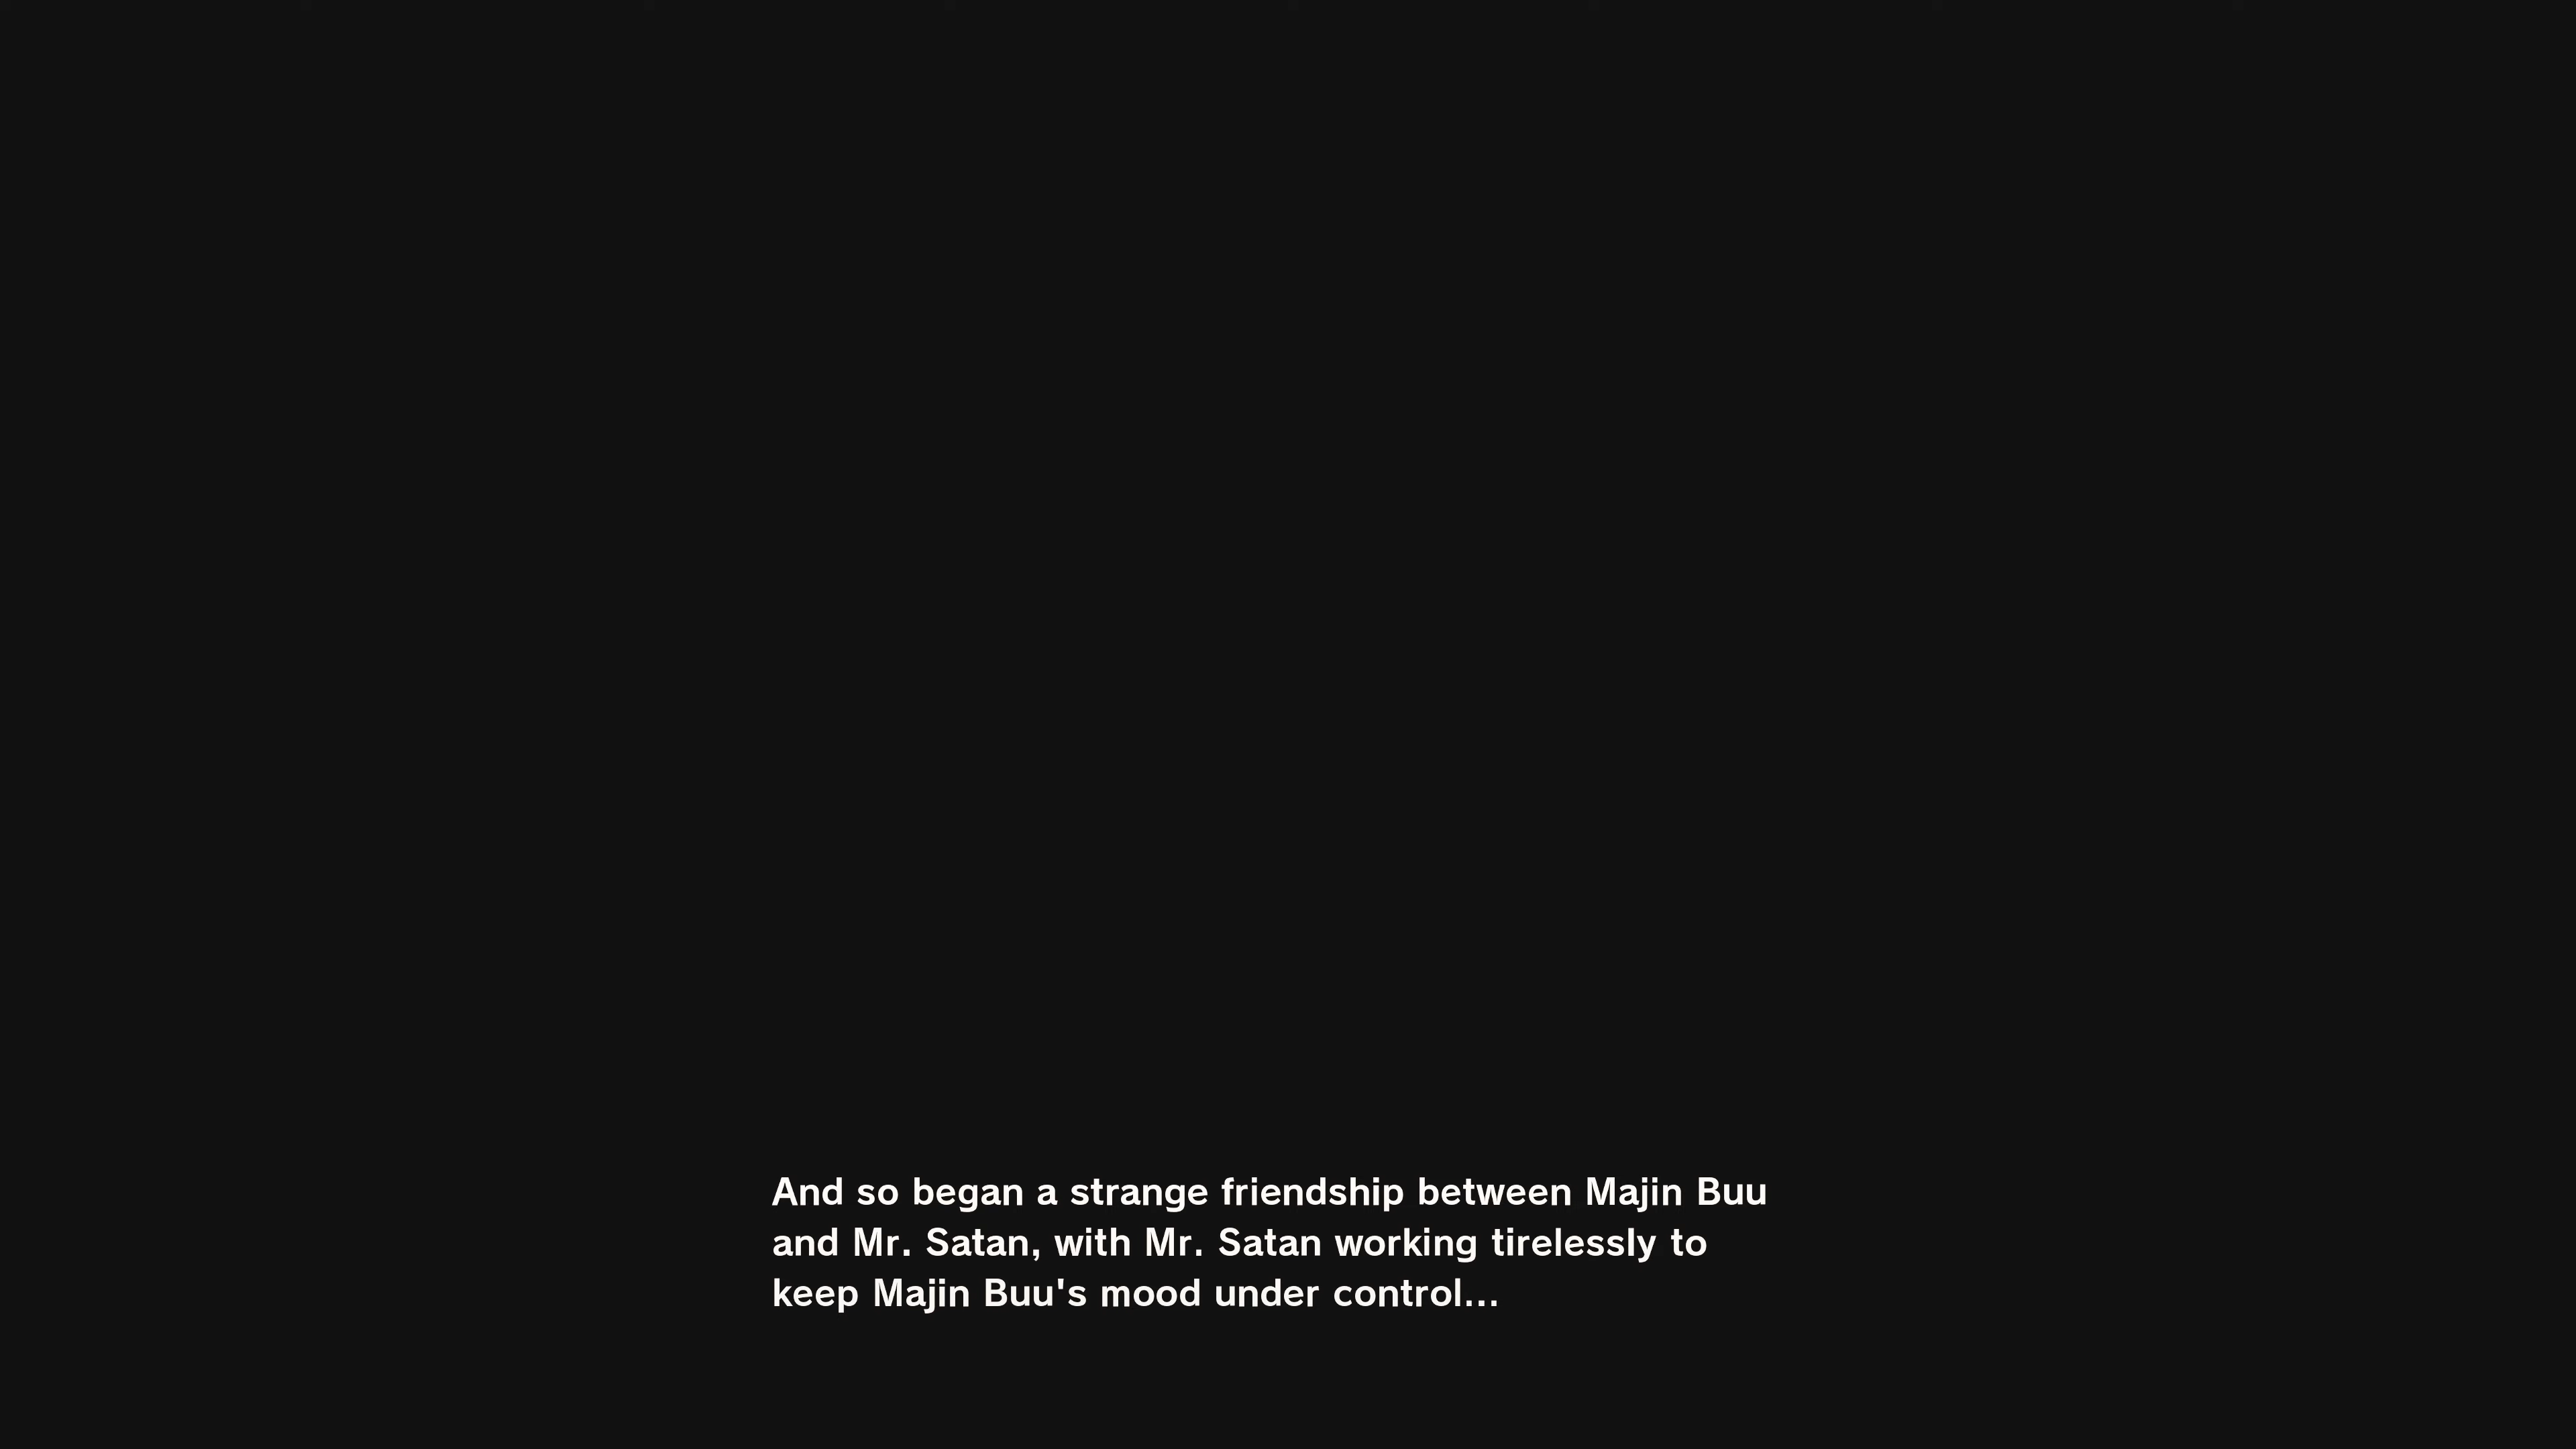 And so began a strange friendship between Majin Buu
and Mr. Satan, with Mr. Satan working tirelessly to
keep Majin Buu's mood under control...